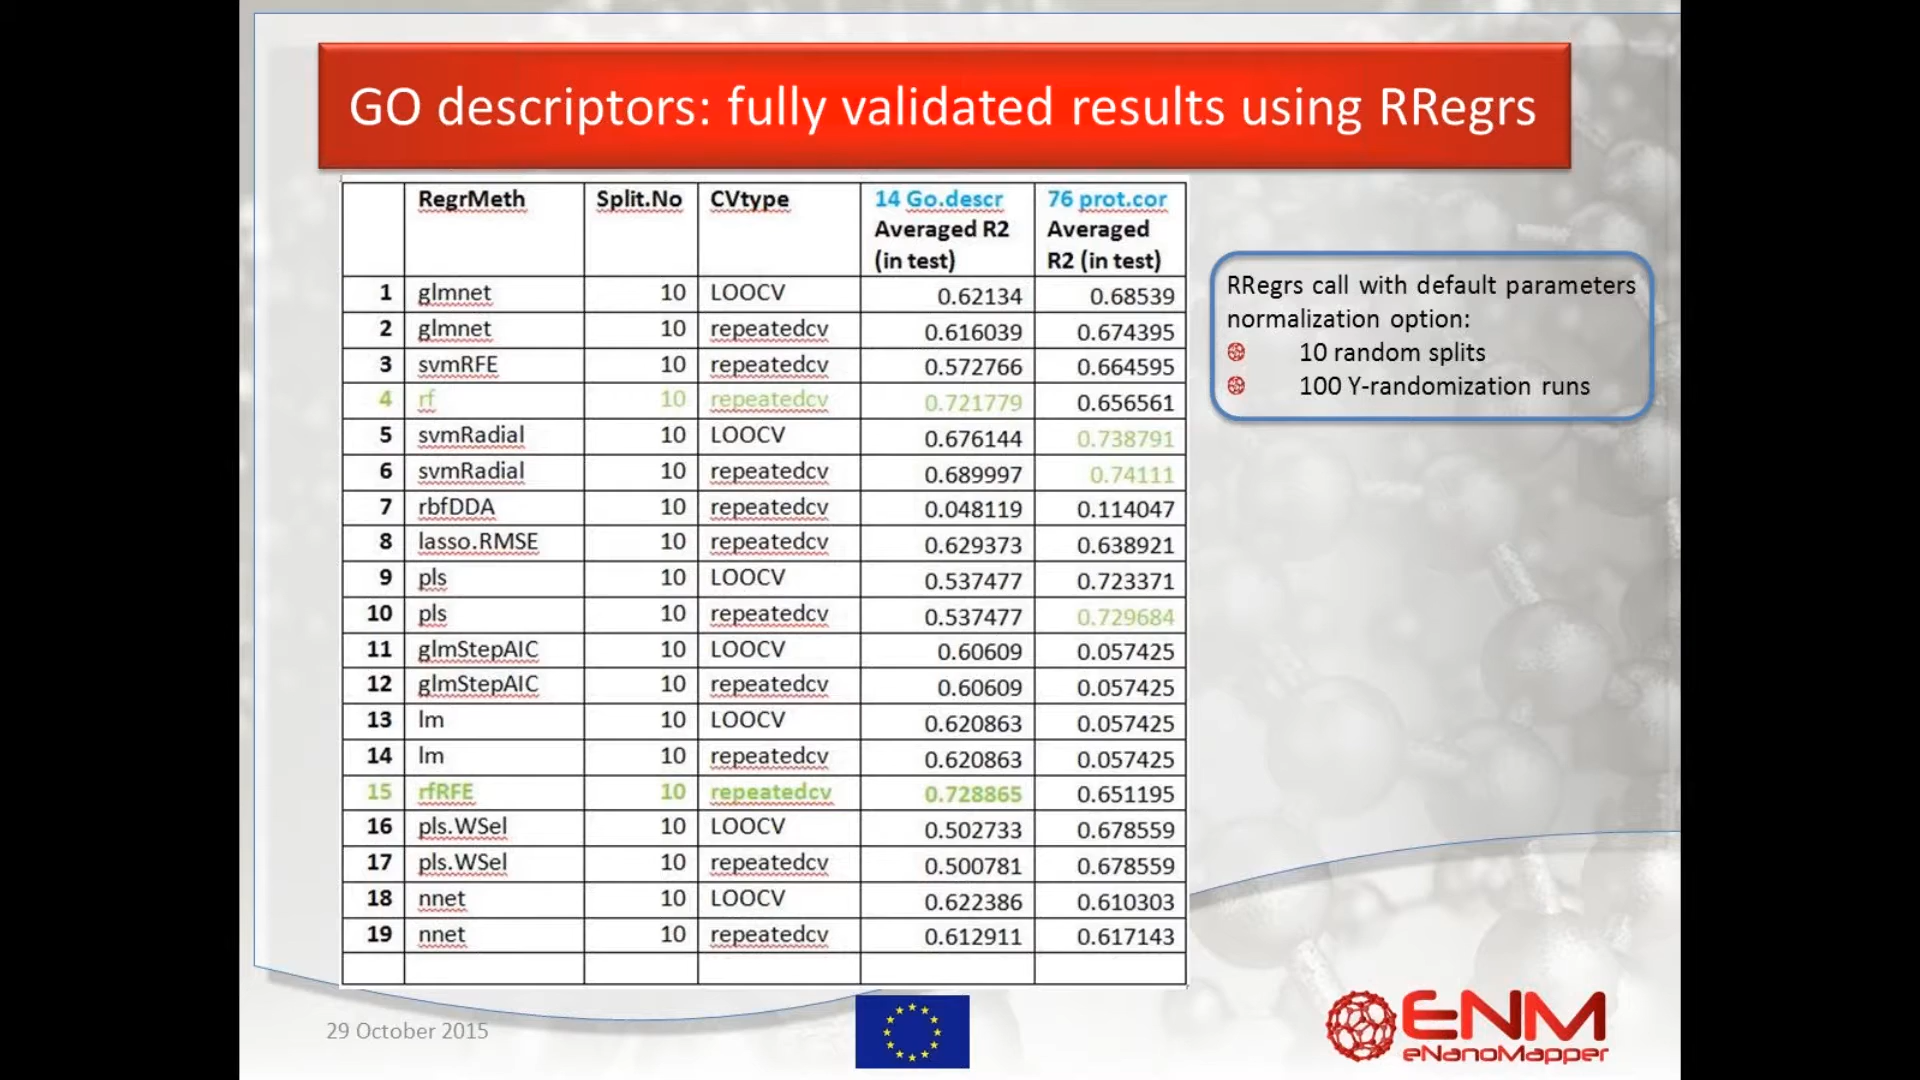 GO descriptors: fully validated results using RRegrs
RegrMeth Split.No CVtype 14 Go.descr Averaged R2 (in test) 76 prot.cor Averaged R2 (in test)
1 glmnet 10 LOOCV 0.62134 0.68539
2 glmnet 10 repeatedcv 0.616039 0.674395
3 svmRFE 10 repeatedcv 0.572766 0.664595
4 rf 10 repeatedcv 0.721779 0.656561
5 svmRadial 10 LOOCV 0.676144 0.738791
6 svmRadial 10 repeatedcv 0.689997 0.74111
7 rbfDDA 10 repeatedcv 0.048119 0.114047
8 lasso.RMSE 10 repeatedcv 0.629373 0.638921
9 pls 10 LOOCV 0.537477 0.723371
10 pls 10 repeatedcv 0.537477 0.729684
11 glmStepAIC 10 LOOCV 0.60609 0.057425
12 glmStepAIC 10 repeatedcv 0.60609 0.057425
13 lm 10 LOOCV 0.620863 0.057425
14 lm 10 repeatedcv 0.620863 0.057425
15 rfRFE 10 repeatedcv 0.728865 0.651195
16 pls.WSel 10 LOOCV 0.502733 0.678559
17 pls.WSel 10 repeatedcv 0.500781 0.678559
18 nnet 10 LOOCV 0.622386 0.610303
19 nnet 10 repeatedcv 0.612911 0.617143
RRegrs call with default parameters
normalization option:
10 random splits
100 Y-randomization runs
29 October 2015
ENM
eNanoMapper